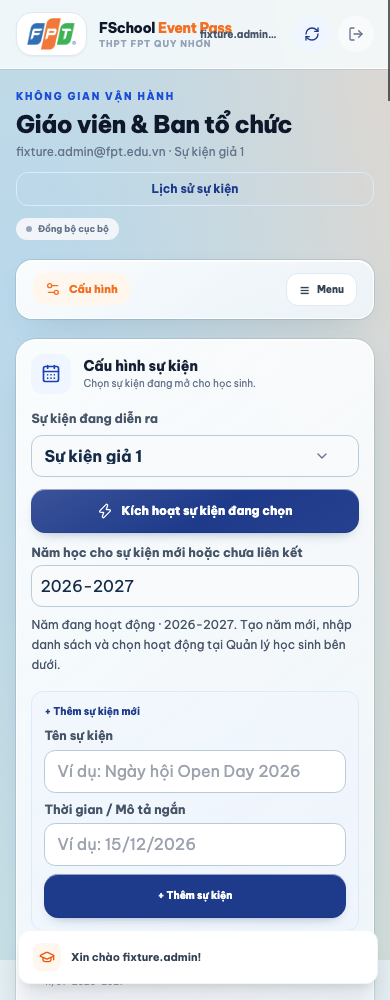 FPT
FSchool Event Pass
fixture.admin...
THPT FPT QUY NHƠN
KHÔNG GIAN VẬN HÀNH
Giáo viên & Ban tổ chức
fixture.admin@fpt.edu.vn · Sự kiện giả 1
Lịch sử sự kiện
Đồng bộ cục bộ
Cấu hình
Menu
Cấu hình sự kiện
Chọn sự kiện đang mở cho học sinh.
Sự kiện đang diễn ra
Sự kiện giả 1
Kích hoạt sự kiện đang chọn
Năm học cho sự kiện mới hoặc chưa liên kết
2026-2027
Năm đang hoạt động · 2026-2027. Tạo năm mới, nhập
danh sách và chọn hoạt động tại Quản lý học sinh bên
dưới.
+ Thêm sự kiện mới
Tên sự kiện
Ví dụ: Ngày hội Open Day 2026
Thời gian / Mô tả ngắn
Ví dụ: 15/12/2026
+ Thêm sự kiện
Xin chào fixture.admin!